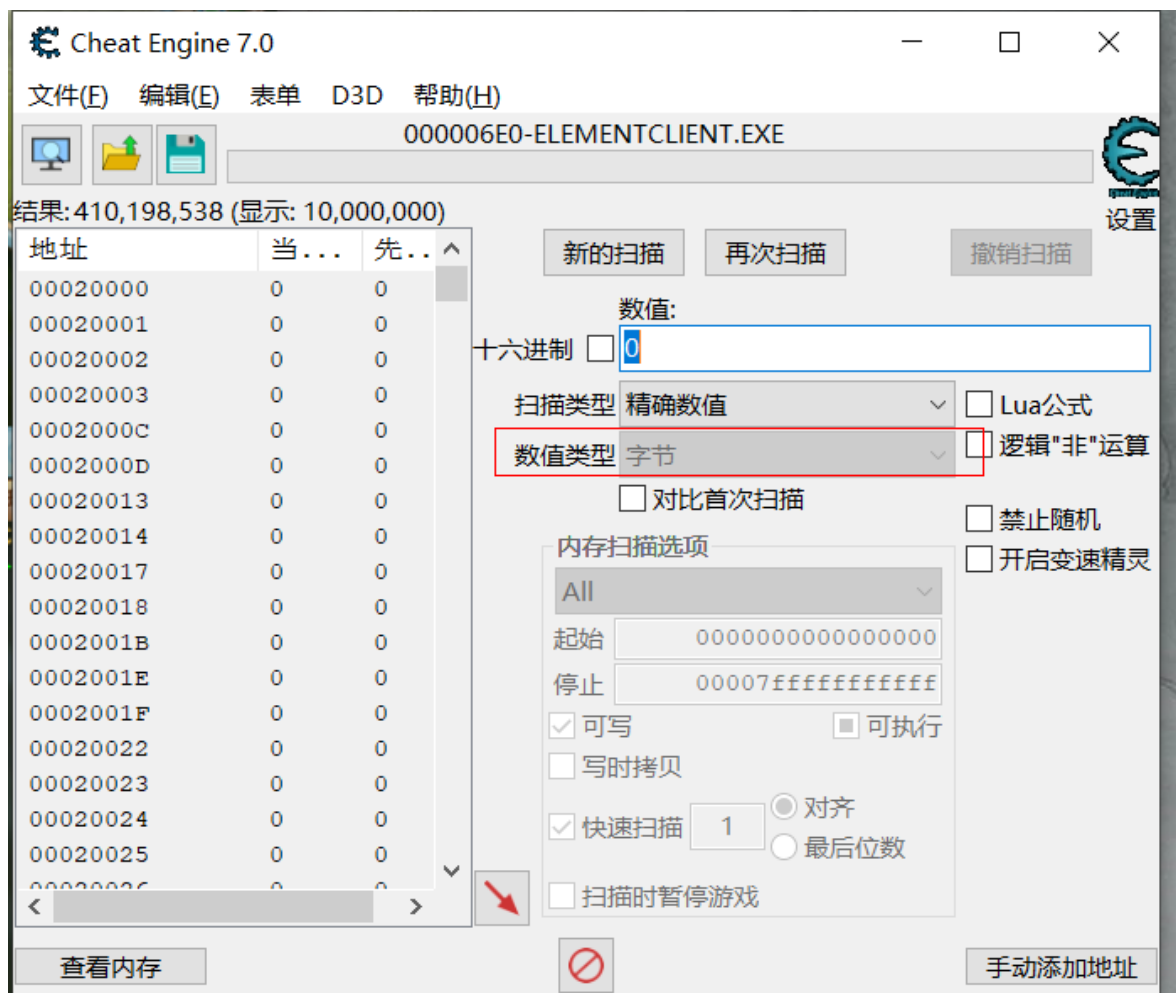 Cheat Engine 7.0
文件(F) 编辑(E) 表单 D3D 帮助(H)
000006E0-ELEMENTCLIENT.EXE
结果:410,198,538 (显示: 10,000,000)
设置
地址 当... 先...
00020000 0 0
00020001 0 0
00020002 0 0
00020003 0 0
0002000C 0 0
0002000D 0 0
00020013 0 0
00020014 0 0
00020017 0 0
00020018 0 0
0002001B 0 0
0002001E 0 0
0002001F 0 0
00020022 0 0
00020023 0 0
00020024 0 0
00020025 0 0
00020026 0 0
新的扫描 再次扫描 撤销扫描
数值:
十六进制 0
扫描类型 精确数值 Lua公式
数值类型 字节 逻辑"非"运算
对比首次扫描
禁止随机
内存扫描选项
开启变速精灵
All
起始 0000000000000000
停止 00007fffffffffff
可写 可执行
写时拷贝
快速扫描 1 对齐
最后位数
扫描时暂停游戏
查看内存 手动添加地址